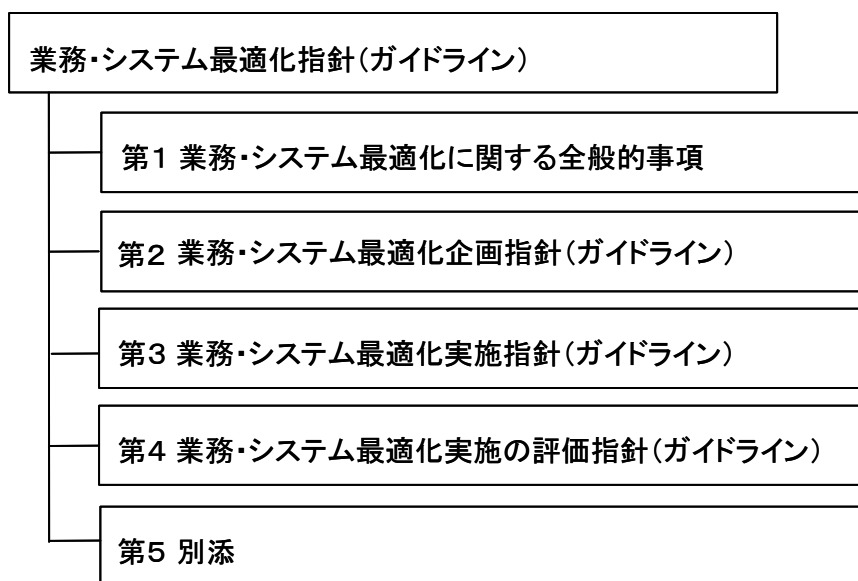 業務・システム最適化指針（ガイドライン）
第１ 業務・システム最適化に関する全般的事項
第２ 業務・システム最適化企画指針（ガイドライン）
第３ 業務・システム最適化実施指針（ガイドライン）
第４ 業務・システム最適化実施の評価指針（ガイドライン）
第５ 別添